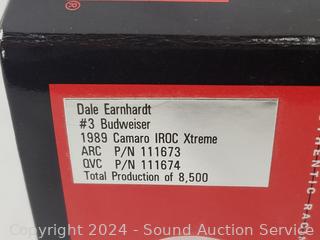 Dale Earnhardt
#3 Budweiser
1989 Camaro IROC Xtreme
ARC P/N 111673
QVC P/N 111674
Total Production of 8,500
Copyright 2024 - Sound Auction Service